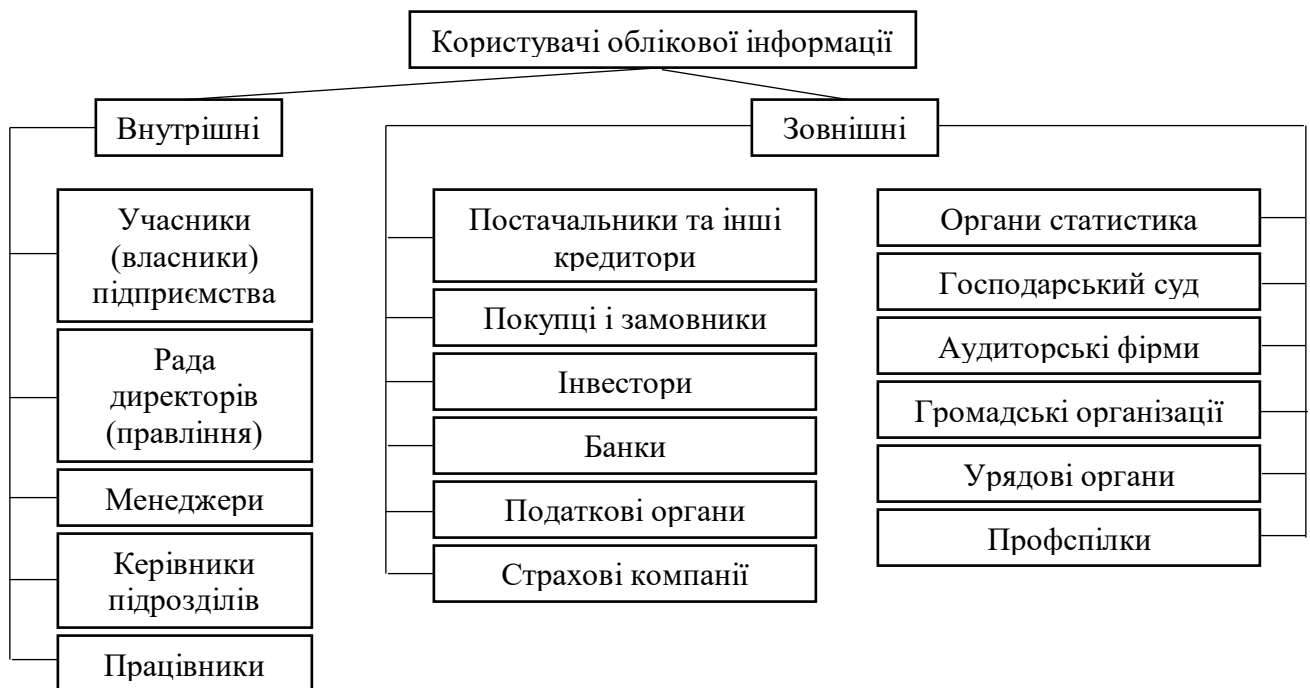 Користувачі облікової інформації
Внутрішні
Зовнішні
Учасники
(власники)
підприємства
Рада
директорів
(правління)
Менеджери
Керівники
підрозділів
Працівники
Постачальники та інші
кредитори
Покупці і замовники
Інвестори
Банки
Податкові органи
Страхові компанії
Органи статистика
Господарський суд
Аудиторські фірми
Громадські організації
Урядові органи
Профспілки